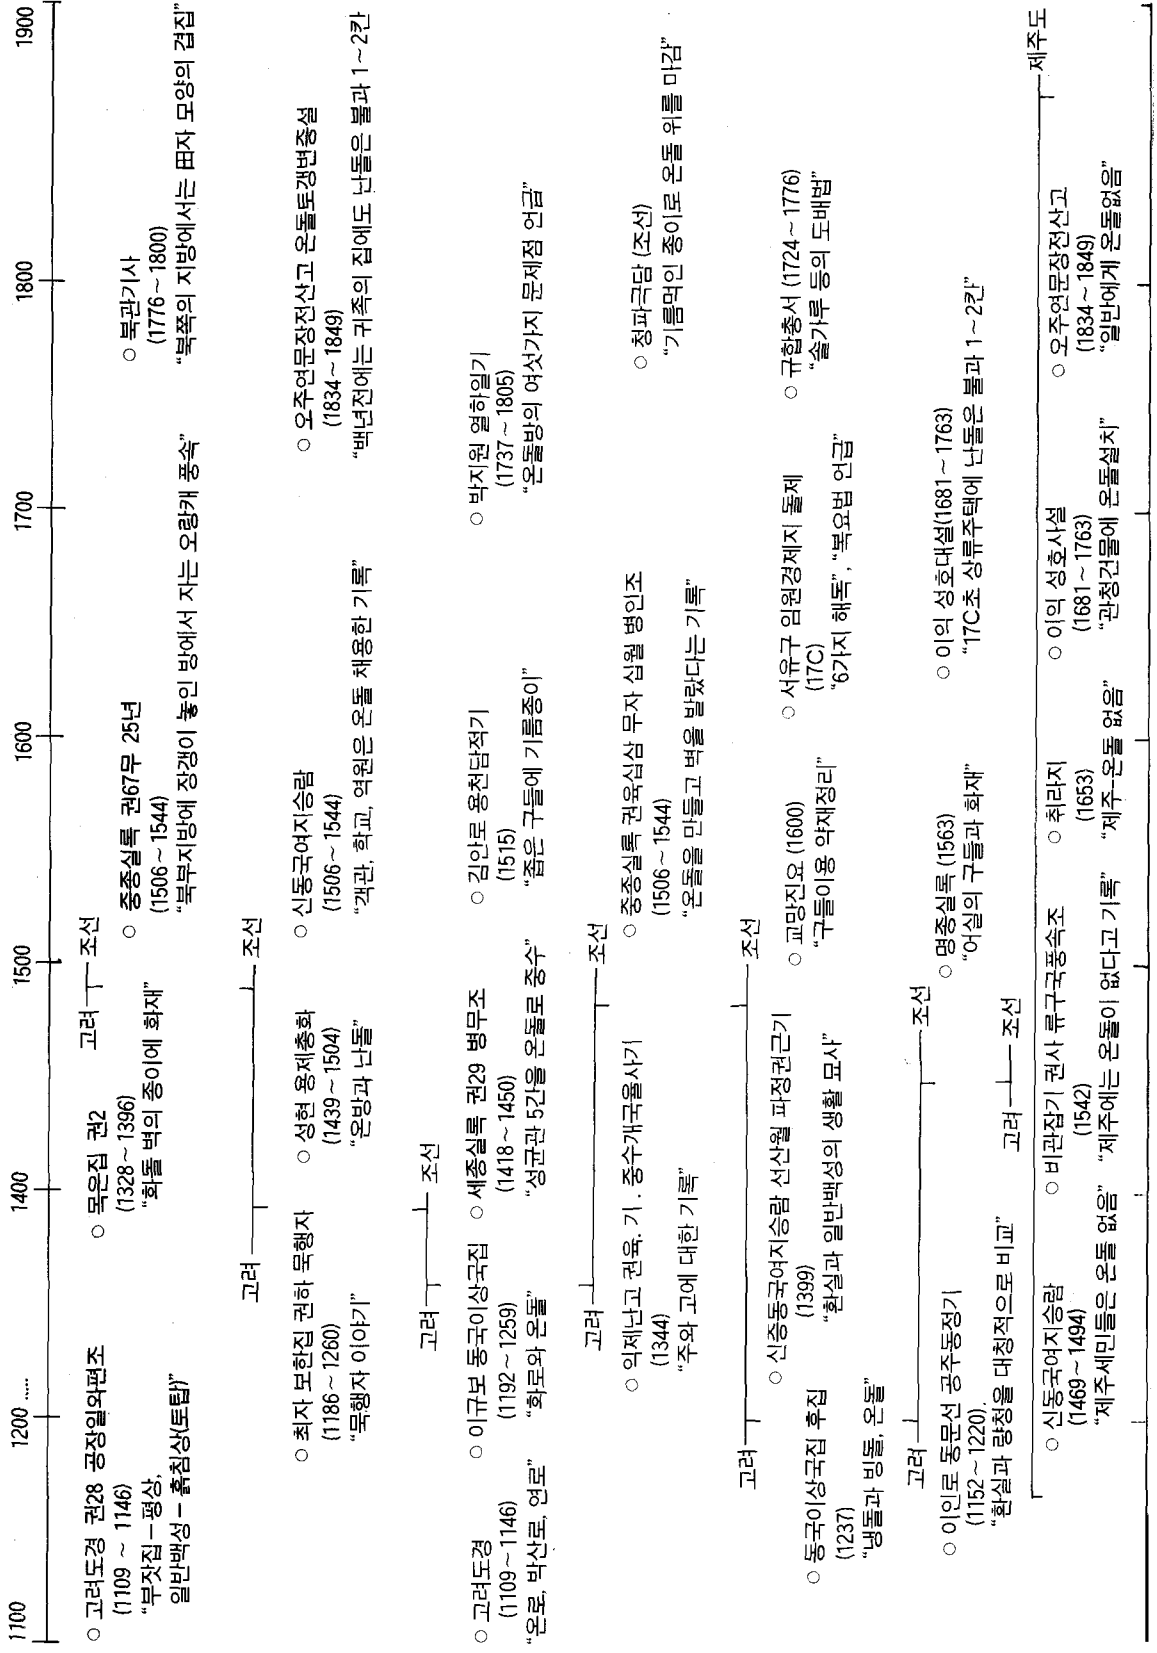 1100 1200 ...... 1400 1500 1600 1700 1800 1900
고려 조선
○ 고려도경 권28 공장일와편조
(1109 ~ 1146)
“부잣집 – 평상,
일반백성 – 흙침상(토탑)”
○ 목은집 권2
(1328~1396)
“화돌 벽의 종이에 화재”
○ 중종실록 권67무 25년
(1506~1544)
“북부지방에 장갱이 놓인 방에서 자는 오랑캐 풍속”
○ 북관기사
(1776~1800)
“북쪽의 지방에서는 田자 모양의 겹집”
고려 조선
○ 최자 보한집 권하 묵행자
(1186~1260)
“묵행자 이야기”
○ 성현 용제총화
(1439~1504)
“온방과 난돌”
○ 신동국여지승람
(1506~1544)
“객관, 학교, 역원은 온돌 채용한 기록”
○ 오주연문장전산고 온돌토갱변증설
(1834~1849)
“백년전에는 귀족의 집에도 난돌은 불과 1~2칸
고려 조선
○ 고려도경
(1109~1146)
“온로, 박산로, 연로”
○ 이규보 동국이상국집
(1192~1259)
“화로와 온돌”
○ 세종실록 권29 병무조
(1418~1450)
“성균관 5간을 온돌로 중수”
○ 김안로 용천담적기
(1515)
“좁은 구들에 기름종이”
○ 박지원 열하일기
(1737~1805)
“온돌방의 여섯가지 문제점 언급”
고려 조선
○ 익제난고 권육. 기 . 중수개국율사기
(1344)
“주와 고에 대한 기록”
○ 중종실록 권육십삼 무자 십월 병인조
(1506~1544)
“온돌을 만들고 벽을 발랐다는 기록”
○ 청파극담 (조선)
“기름먹인 종이로 온돌 위를 마감”
고려 조선
○ 동국이상국집 후집
(1237)
“냉돌과 빙돌, 온돌”
○ 신증동국여지승람 선산월 파정권근기
(1399)
“환실과 일반백성의 생활 묘사”
○ 교망진요 (1600)
“구들이용 약재정리”
○ 서유구 임원경제지 돌제
(17C)
“6가지 해독”, “복요법 언급”
○ 규합총서 (1724~1776)
“솔가루 등의 도배법”
고려 조선
○ 이인로 동문선 공주동정기
(1152~1220).
“환실과 량청을 대칭적으로 비교”
○ 명종실록 (1563)
“어실의 구들과 화재”
○ 이익 성호대설(1681~1763)
“17C초 상류주택에 난돌은 불과 1~2칸”
고려 조선
제주도
○ 신동국여지승람
(1469~1494)
“제주세민들은 온돌 없음”
○ 비관잡기 권사 류구국풍속조
(1542)
“제주에는 온돌이 없다고 기록”
○ 취라지
(1653)
“제주–온돌 없음”
○ 이익 성호사설
(1681~1763)
“관청건물에 온돌설치”
○ 오주연문장전산고
(1834~1849)
“일반에게 온돌없음”